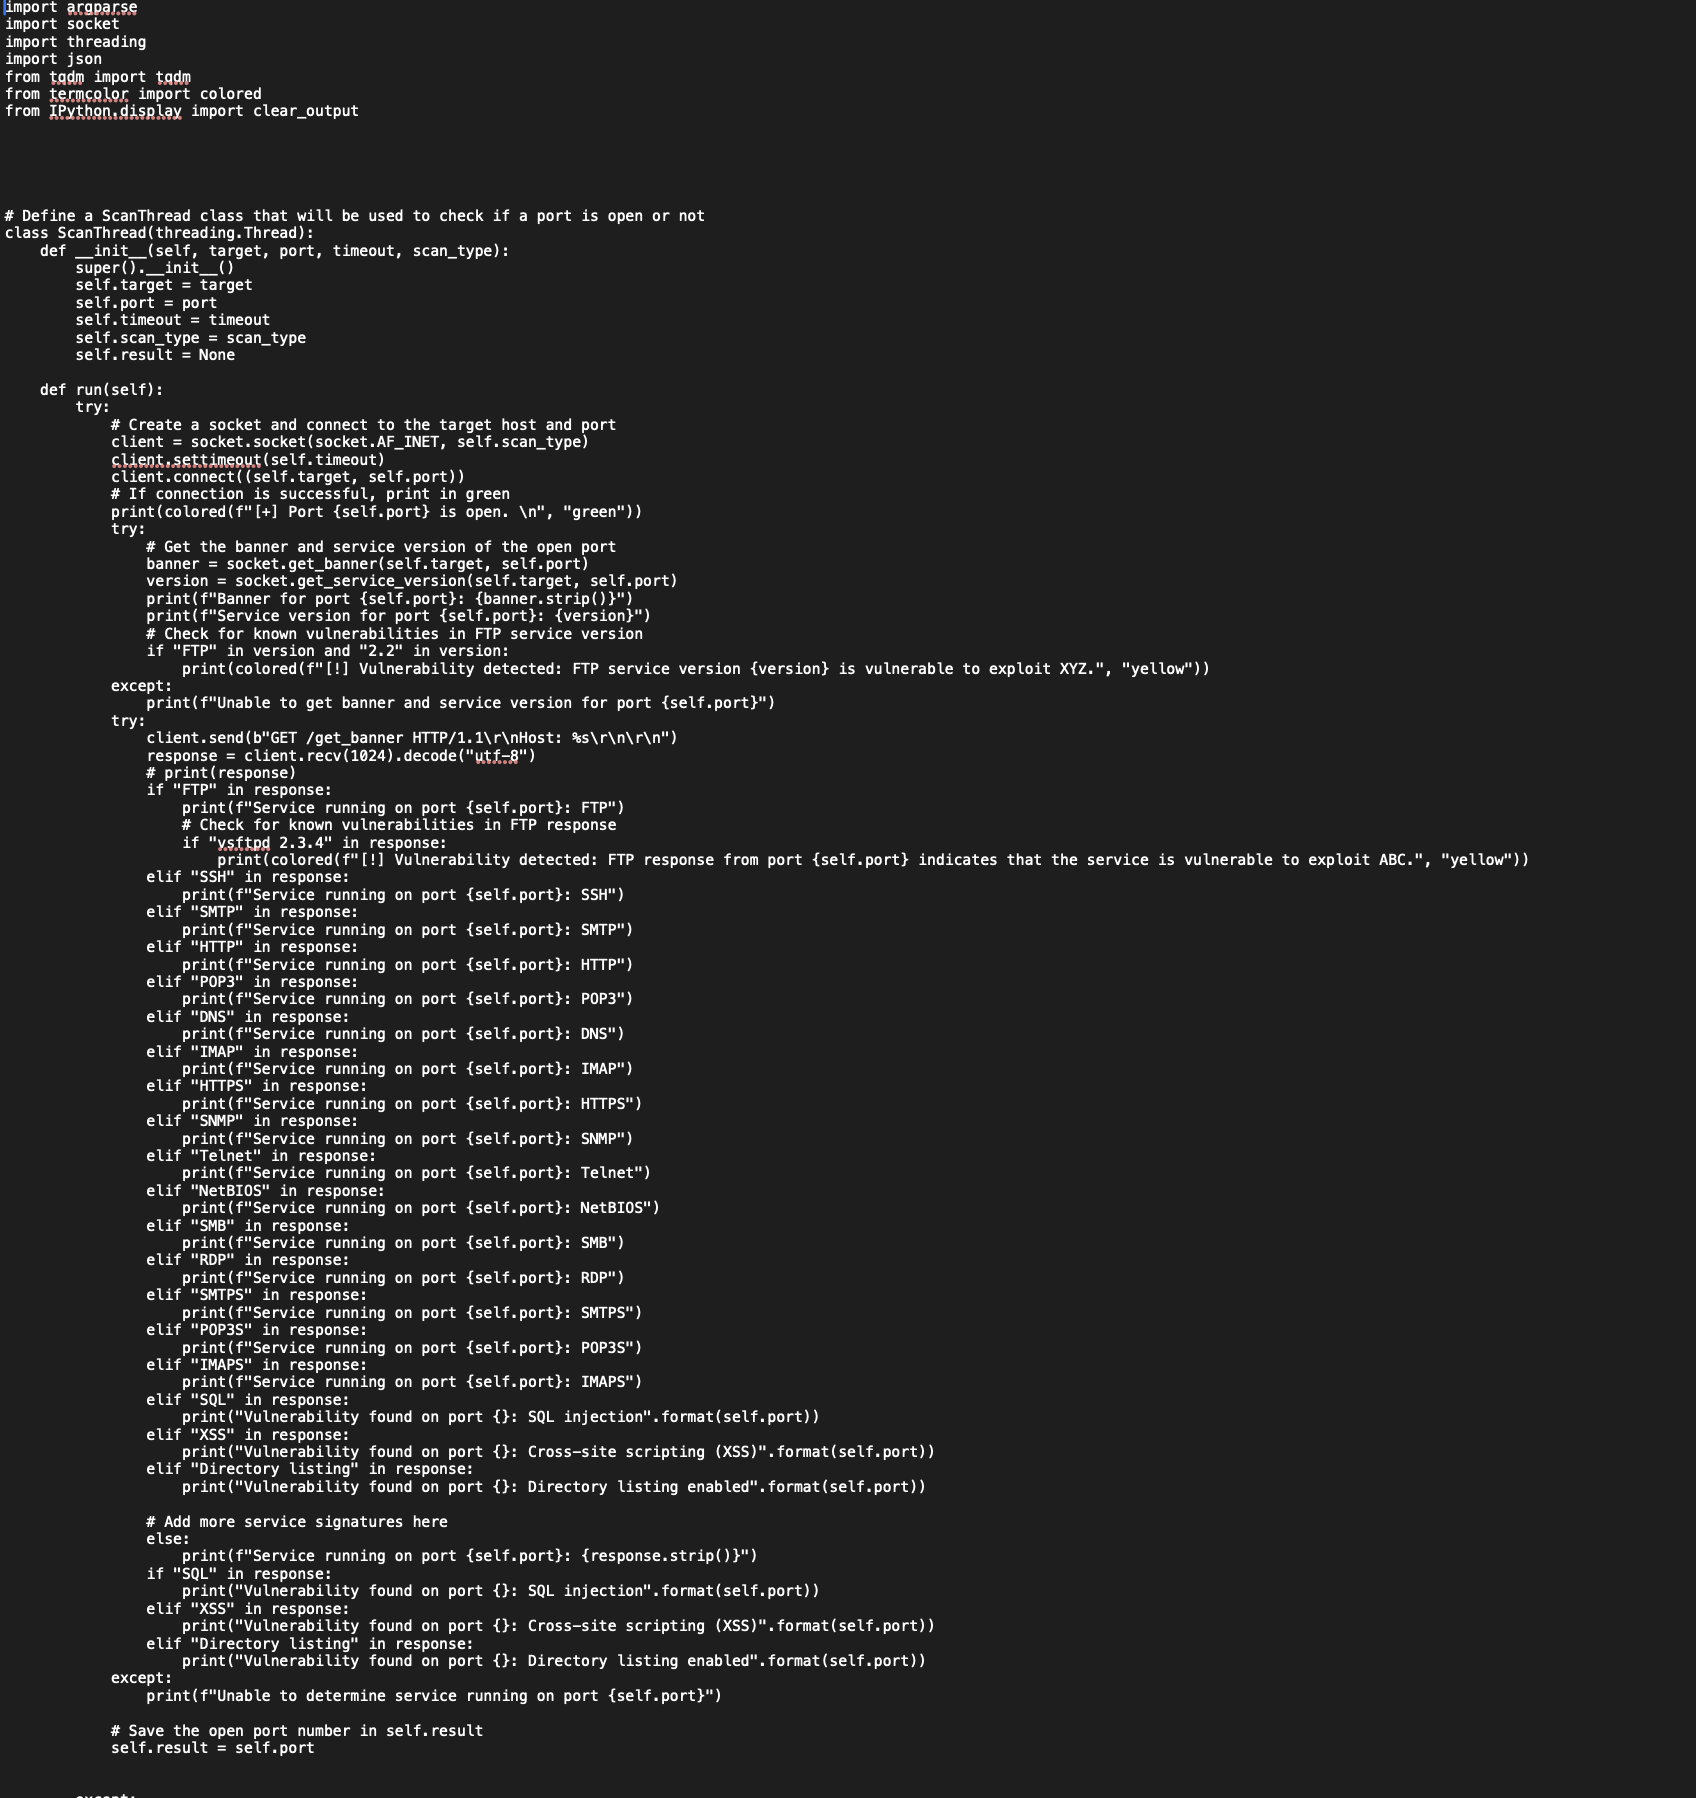 import argparse
import socket
import threading
import json
from tqdm import tqdm
from termcolor import colored
from IPython.display import clear_output
# Define a ScanThread class that will be used to check if a port is open or not
class ScanThread(threading.Thread):
    def __init__(self, target, port, timeout, scan_type):
        super().__init__()
        self.target = target
        self.port = port
        self.timeout = timeout
        self.scan_type = scan_type
        self.result = None
    def run(self):
        try:
            # Create a socket and connect to the target host and port
            client = socket.socket(socket.AF_INET, self.scan_type)
            client.settimeout(self.timeout)
            client.connect((self.target, self.port))
            # If connection is successful, print in green
            print(colored(f"[+] Port {self.port} is open. \n", "green"))
            try:
                # Get the banner and service version of the open port
                banner = socket.get_banner(self.target, self.port)
                version = socket.get_service_version(self.target, self.port)
                print(f"Banner for port {self.port}: {banner.strip()}")
                print(f"Service version for port {self.port}: {version}")
                # Check for known vulnerabilities in FTP service version
                if "FTP" in version and "2.2" in version:
                    print(colored(f"[!] Vulnerability detected: FTP service version {version} is vulnerable to exploit XYZ.", "yellow"))
            except:
                print(f"Unable to get banner and service version for port {self.port}")
            try:
                client.send(b"GET /get_banner HTTP/1.1\r\nHost: %s\r\n\r\n")
                response = client.recv(1024).decode("utf-8")
                # print(response)
                if "FTP" in response:
                    print(f"Service running on port {self.port}: FTP")
                    # Check for known vulnerabilities in FTP response
                    if "vsftpd 2.3.4" in response:
                        print(colored(f"[!] Vulnerability detected: FTP response from port {self.port} indicates that the service is vulnerable to exploit ABC.", "yellow"))
                elif "SSH" in response:
                    print(f"Service running on port {self.port}: SSH")
                elif "SMTP" in response:
                    print(f"Service running on port {self.port}: SMTP")
                elif "HTTP" in response:
                    print(f"Service running on port {self.port}: HTTP")
                elif "POP3" in response:
                    print(f"Service running on port {self.port}: POP3")
                elif "DNS" in response:
                    print(f"Service running on port {self.port}: DNS")
                elif "IMAP" in response:
                    print(f"Service running on port {self.port}: IMAP")
                elif "HTTPS" in response:
                    print(f"Service running on port {self.port}: HTTPS")
                elif "SNMP" in response:
                    print(f"Service running on port {self.port}: SNMP")
                elif "Telnet" in response:
                    print(f"Service running on port {self.port}: Telnet")
                elif "NetBIOS" in response:
                    print(f"Service running on port {self.port}: NetBIOS")
                elif "SMB" in response:
                    print(f"Service running on port {self.port}: SMB")
                elif "RDP" in response:
                    print(f"Service running on port {self.port}: RDP")
                elif "SMTPS" in response:
                    print(f"Service running on port {self.port}: SMTPS")
                elif "POP3S" in response:
                    print(f"Service running on port {self.port}: POP3S")
                elif "IMAPS" in response:
                    print(f"Service running on port {self.port}: IMAPS")
                elif "SQL" in response:
                    print("Vulnerability found on port {}: SQL injection".format(self.port))
                elif "XSS" in response:
                    print("Vulnerability found on port {}: Cross-site scripting (XSS)".format(self.port))
                elif "Directory listing" in response:
                    print("Vulnerability found on port {}: Directory listing enabled".format(self.port))
                # Add more service signatures here
                else:
                    print(f"Service running on port {self.port}: {response.strip()}")
                if "SQL" in response:
                    print("Vulnerability found on port {}: SQL injection".format(self.port))
                elif "XSS" in response:
                    print("Vulnerability found on port {}: Cross-site scripting (XSS)".format(self.port))
                elif "Directory listing" in response:
                    print("Vulnerability found on port {}: Directory listing enabled".format(self.port))
            except:
                print(f"Unable to determine service running on port {self.port}")
            # Save the open port number in self.result
            self.result = self.port